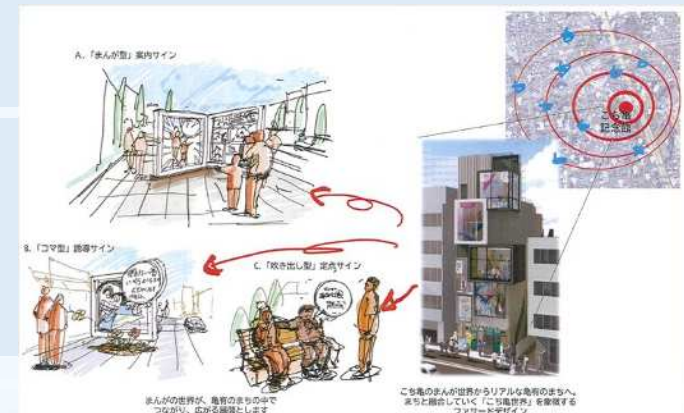 A.「まんが型」案内サイン
こち亀
記念館
B.「コマ型」誘導サイン
C.「吹き出し型」定点サイン
まんがの世界が、亀有のまちの中で
つながり、広がる舞台とします
こち亀のまんが世界からリアルな亀有のまちへ。
まちと融合していく「こち亀世界」を象徴する
ファサードデザイン